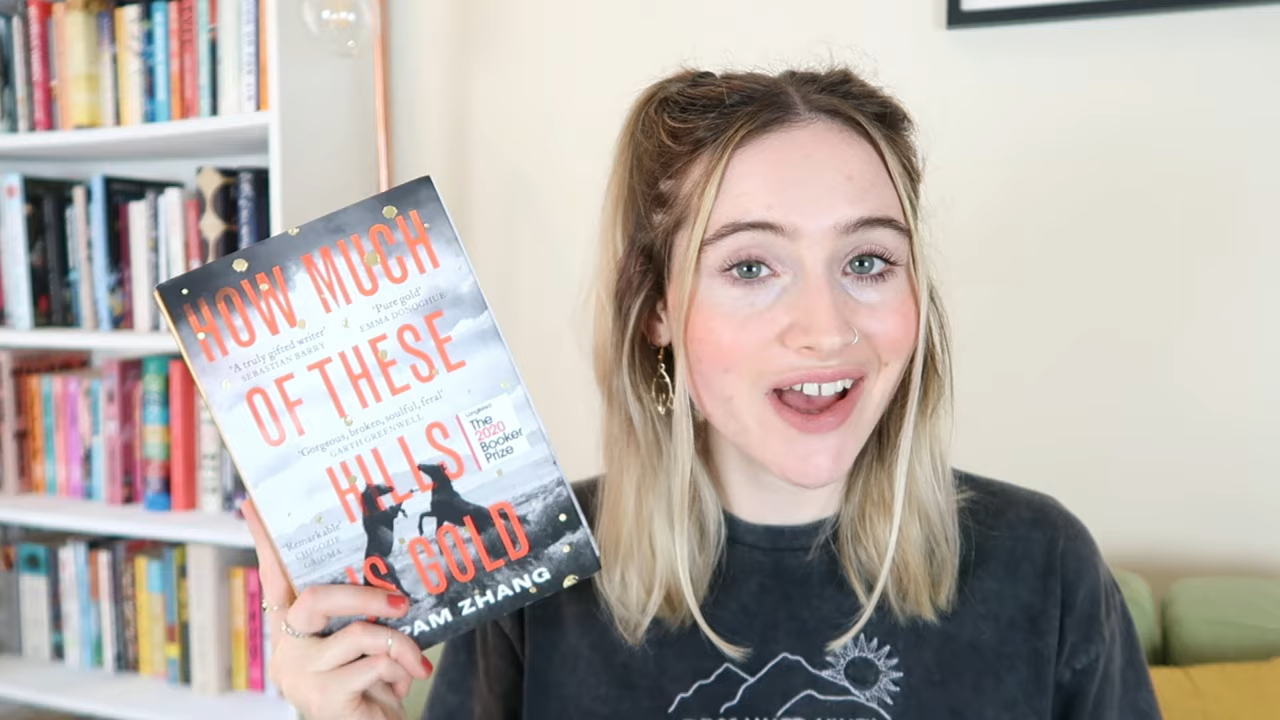 HOW MUCH
'Pure gold'
EMMA DONOGHUE
'A truly gifted writer'
SEBASTIAN BARRY
OF THESE
'Gorgeous, broken, soulful, feral'
GARTH GREENWELL
Longlisted
The
2020
Booker
Prize
HILLS
'Remarkable'
CHIGOZIE
IS GOLD
PAM ZHANG